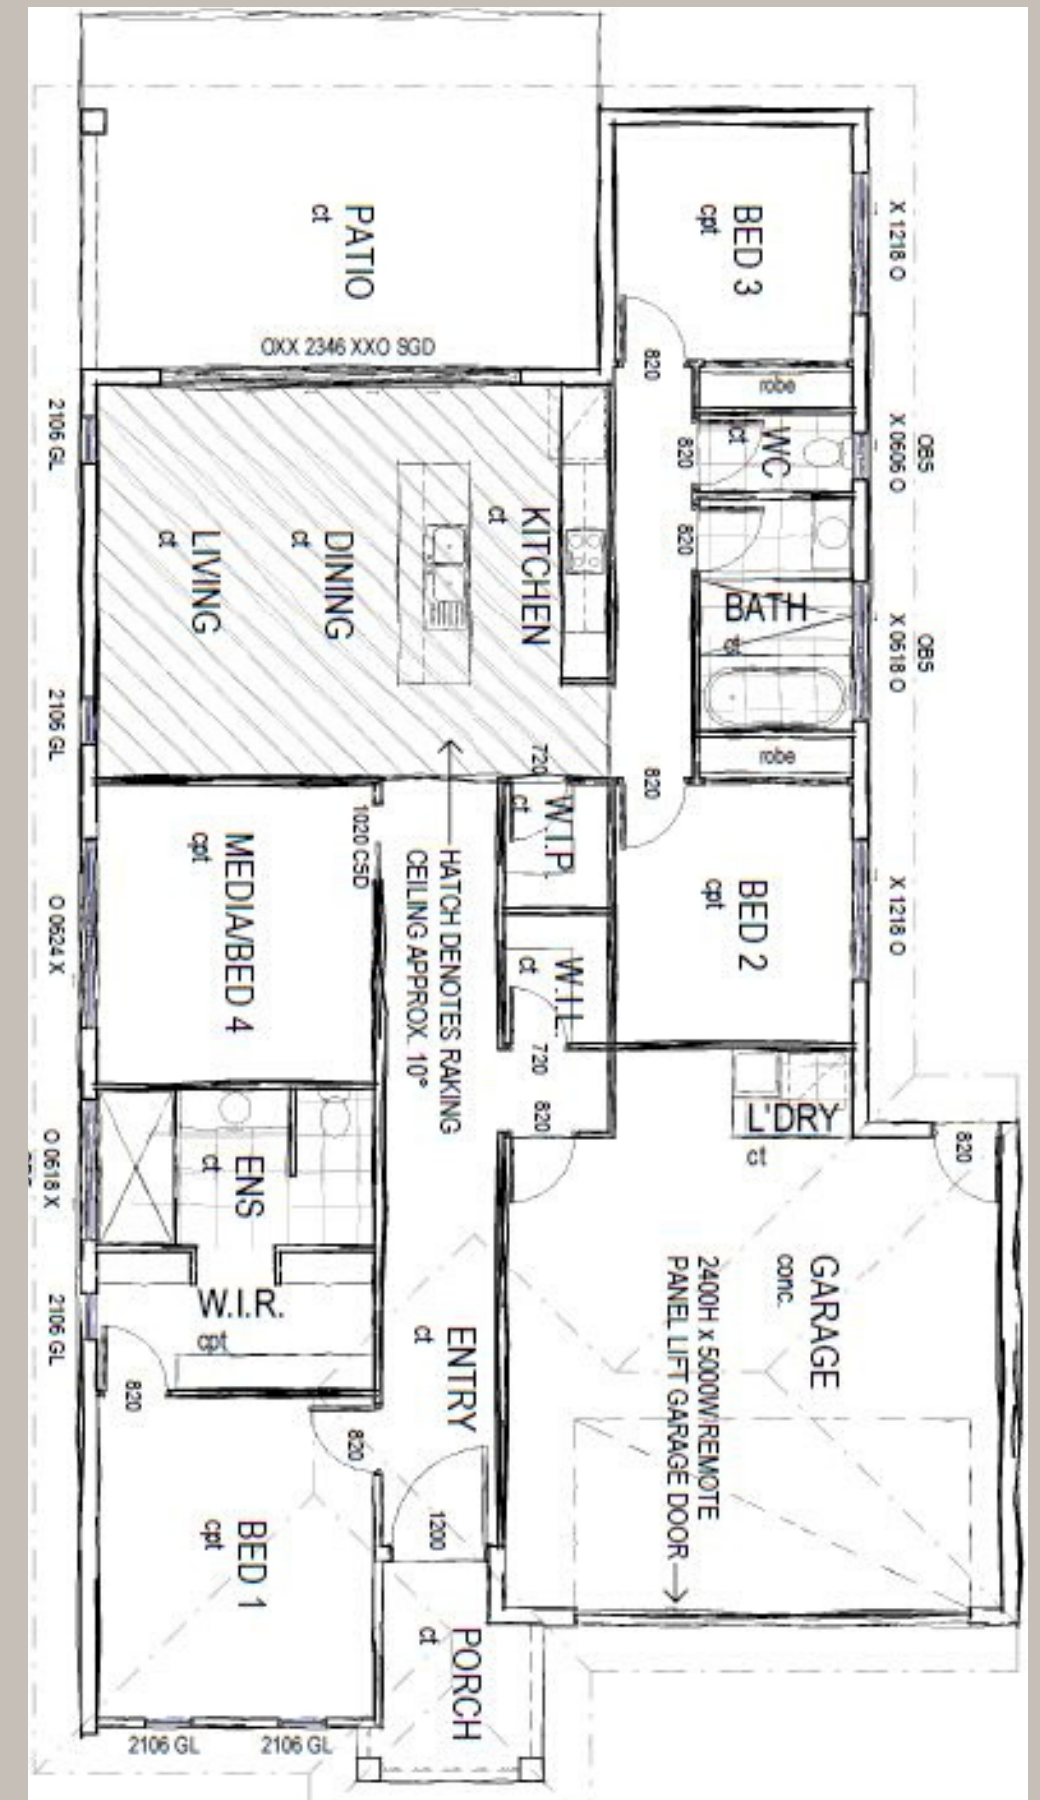 PATIO
ct
OXX 2346 XXO SGD
BED 3
cpt
X 1218 O
820
robe
WC
ct
820
OBS
X 0606 O
820
BATH
OBS
X 0618 O
robe
820
KITCHEN
ct
DINING
ct
LIVING
ct
2106 GL
2106 GL
720
W.I.P.
ct
1020 CSD
HATCH DENOTES RAKING
CEILING APPROX. 10°
MEDIA/BED 4
cpt
O 0624 X
BED 2
cpt
X 1218 O
W.I.L.
ct
720
820
L'DRY
ct
820
ENS
ct
O 0618 X
W.I.R.
cpt
2106 GL
820
GARAGE
conc.
2400H x 5000W REMOTE
PANEL LIFT GARAGE DOOR
ENTRY
ct
820
1200
BED 1
cpt
PORCH
ct
2106 GL
2106 GL